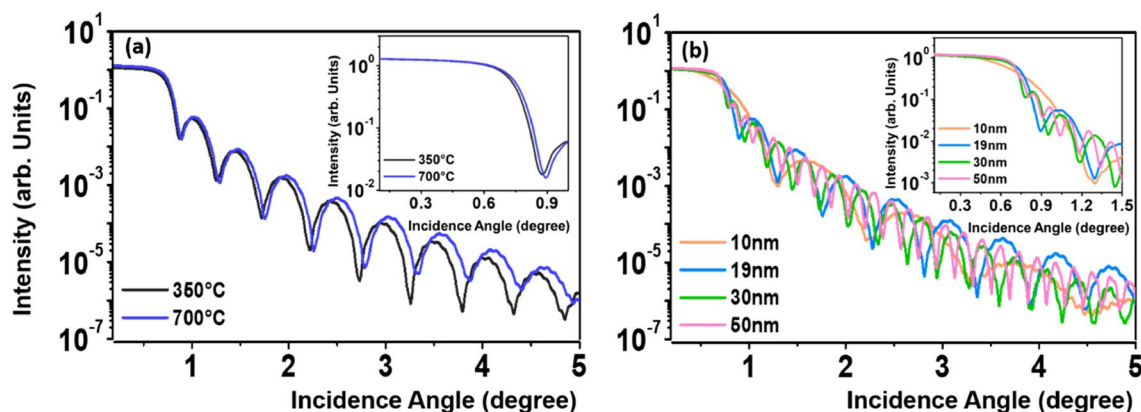 (a)
Intensity (arb. Units)
10^1
10^-1
10^-3
10^-5
10^-7
1
2
3
4
5
Incidence Angle (degree)
350°C
700°C
Intensity (arb. Units)
10^0
10^-1
10^-2
0.3
0.6
0.9
Incidence Angle (degree)
350°C
700°C
(b)
Intensity (arb. Units)
10^1
10^-1
10^-3
10^-5
10^-7
1
2
3
4
5
Incidence Angle (degree)
10nm
19nm
30nm
50nm
Intensity (arb. Units)
10^0
10^-1
10^-2
10^-3
0.3
0.6
0.9
1.2
1.5
Incidence Angle (degree)
10nm
19nm
30nm
50nm